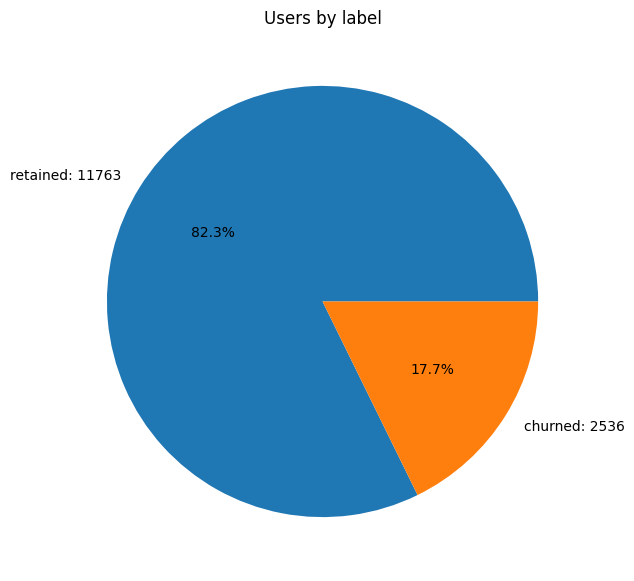 Users by label
retained: 11763
82.3%
17.7%
churned: 2536